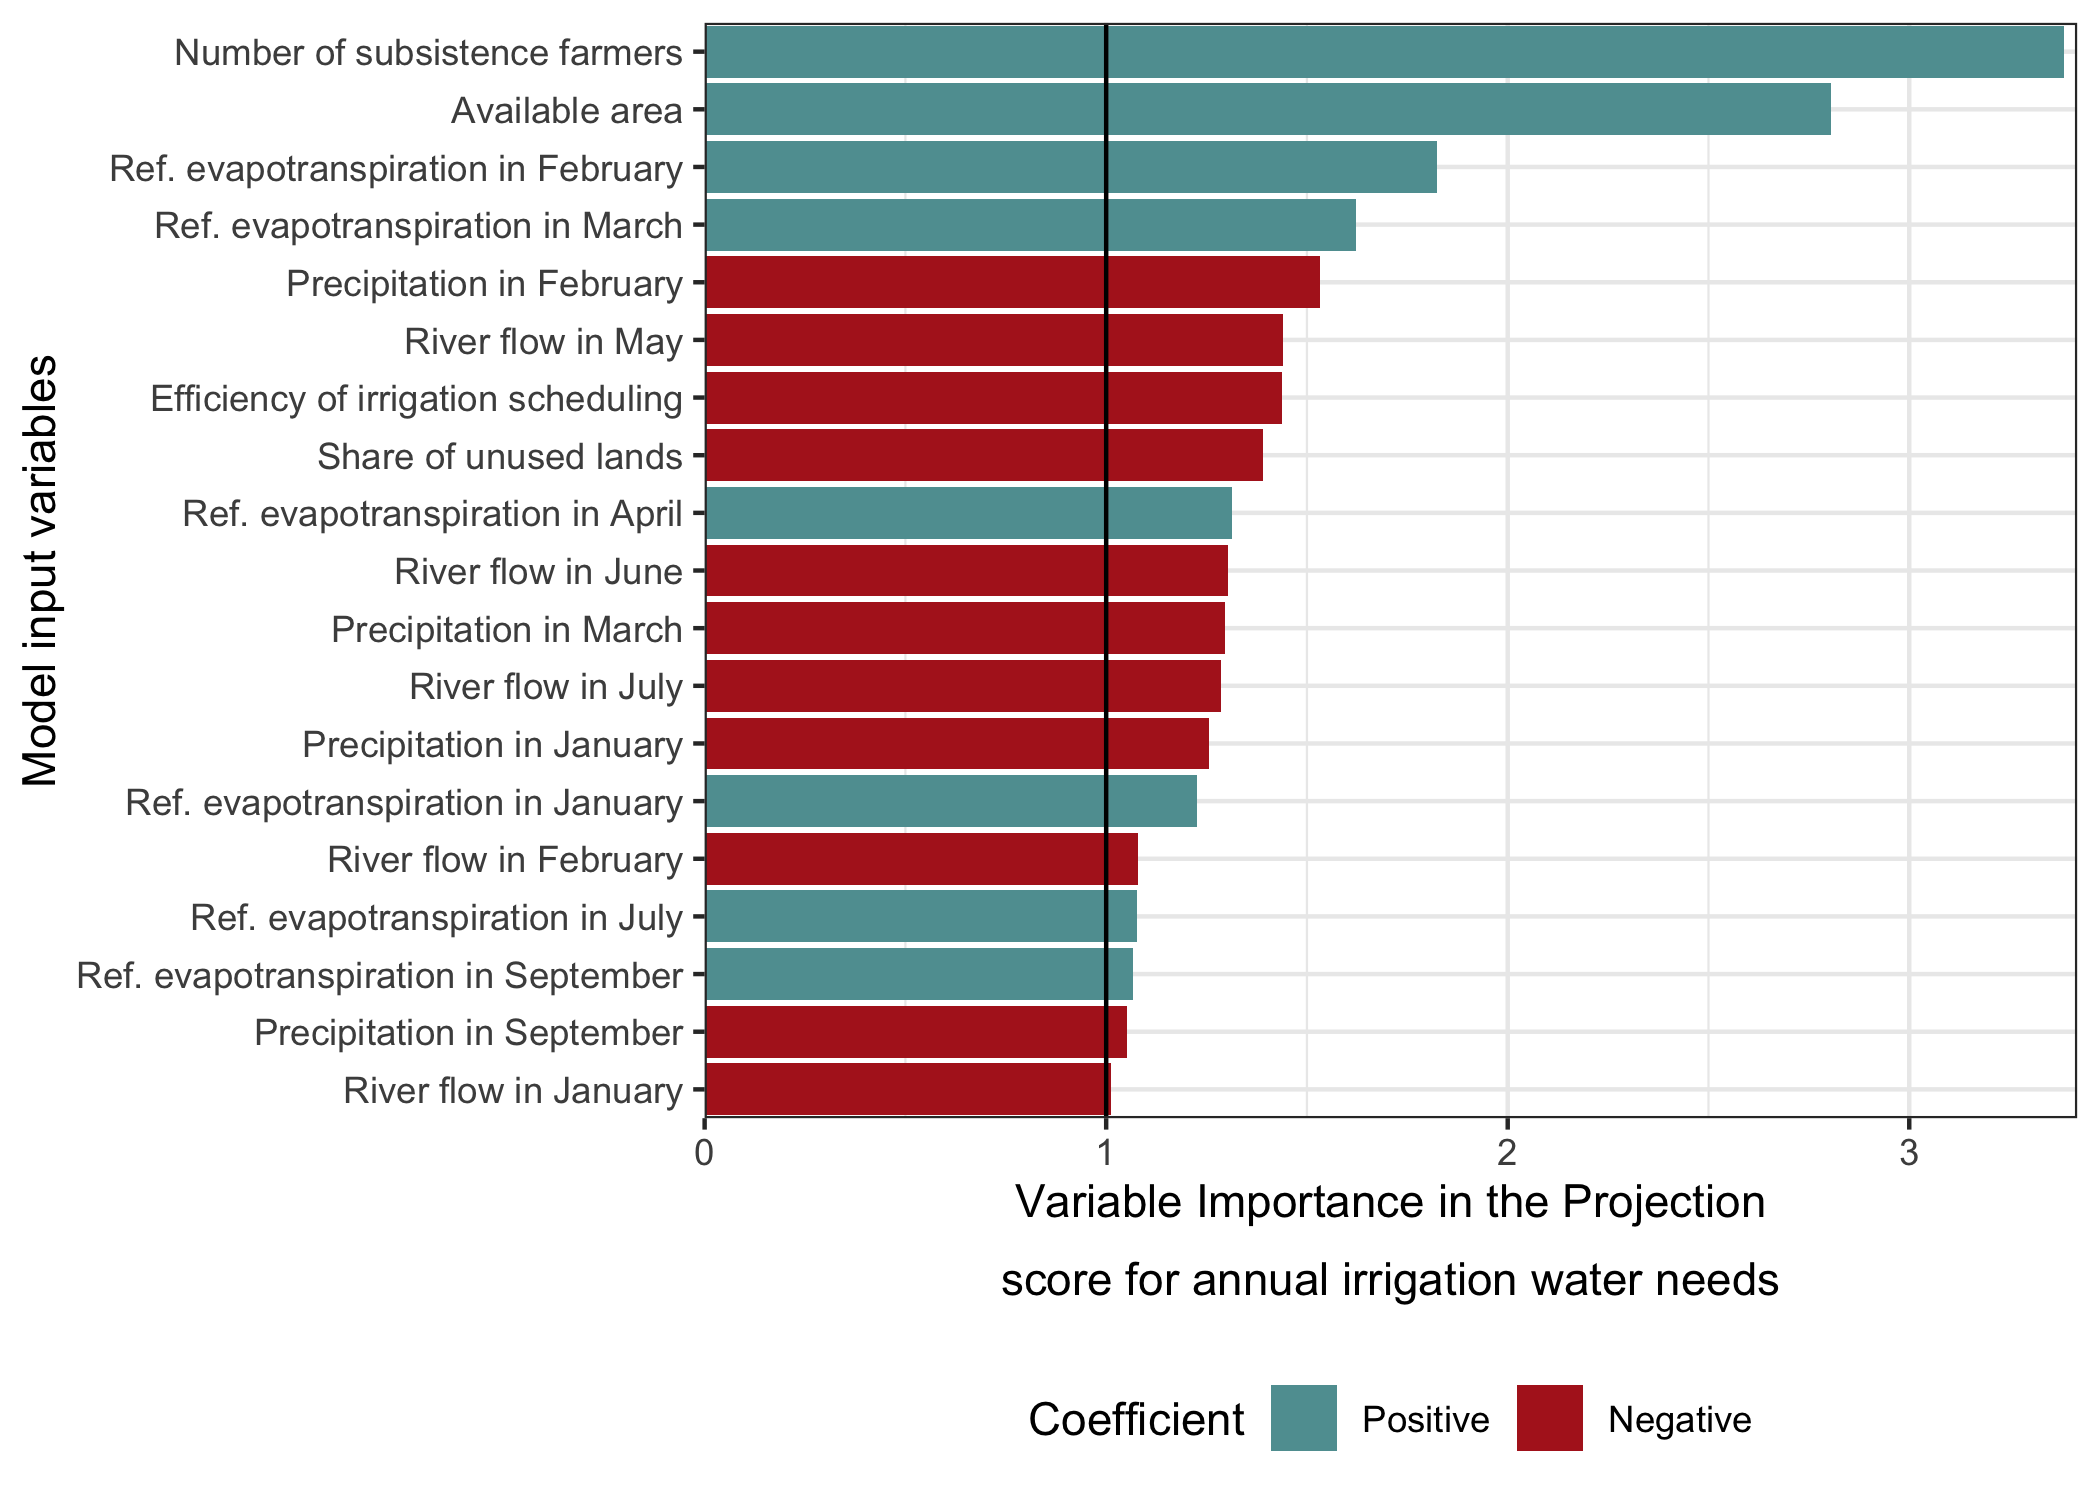 Number of subsistence farmers
Available area
Ref. evapotranspiration in February
Ref. evapotranspiration in March
Precipitation in February
River flow in May
Efficiency of irrigation scheduling
Share of unused lands
Ref. evapotranspiration in April
River flow in June
Precipitation in March
River flow in July
Precipitation in January
Ref. evapotranspiration in January
River flow in February
Ref. evapotranspiration in July
Ref. evapotranspiration in September
Precipitation in September
River flow in January
Model input variables
0 1 2 3
Variable Importance in the Projection
score for annual irrigation water needs
Coefficient Positive Negative